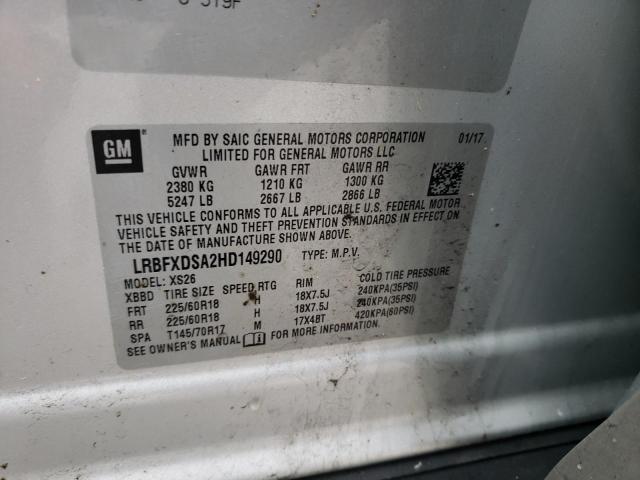 519F
GM
MFD BY SAIC GENERAL MOTORS CORPORATION 01/17
LIMITED FOR GENERAL MOTORS LLC
GVWR GAWR FRT GAWR RR
2380 KG 1210 KG 1300 KG
5247 LB 2667 LB 2866 LB
THIS VEHICLE CONFORMS TO ALL APPLICABLE U.S. FEDERAL MOTOR
VEHICLE SAFETY AND THEFT PREVENTION STANDARDS IN EFFECT ON
THE DATE OF MANUFACTURE SHOWN ABOVE.
LRBFXDSA2HD149290 TYPE: M.P.V.
MODEL: XS26
XBBD TIRE SIZE SPEED RTG RIM COLD TIRE PRESSURE
FRT 225/60R18 H 18X7.5J 240KPA(35PSI)
RR 225/60R18 H 18X7.5J 240KPA(35PSI)
SPA T145/70R17 M 17X4BT 420KPA(60PSI)
SEE OWNER'S MANUAL FOR MORE INFORMATION.